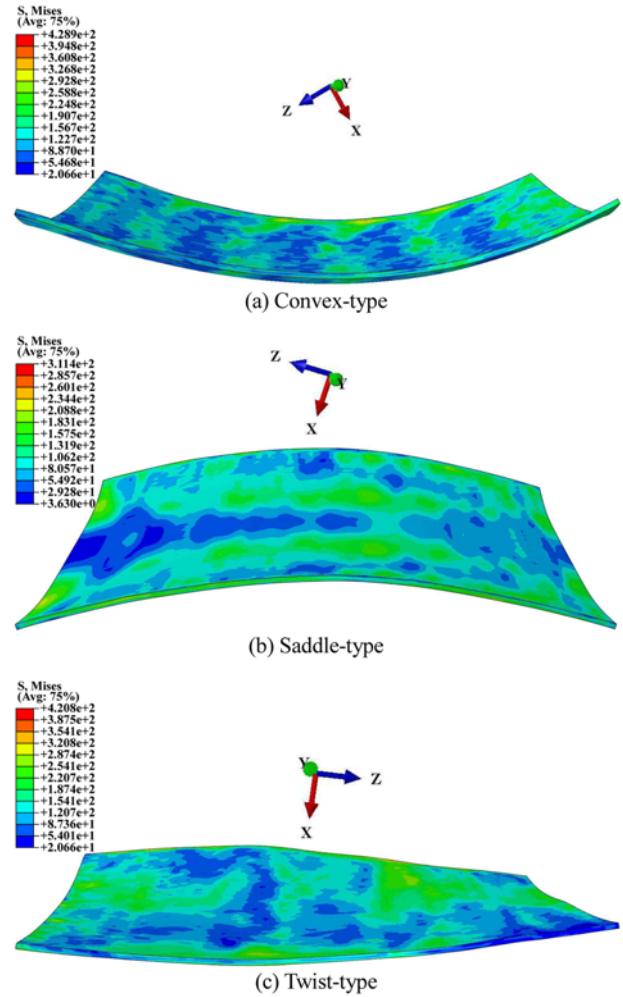 S, Mises
(Avg: 75%)
+4.289e+2
+3.948e+2
+3.608e+2
+3.268e+2
+2.928e+2
+2.588e+2
+2.248e+2
+1.907e+2
+1.567e+2
+1.227e+2
+8.870e+1
+5.468e+1
+2.066e+1
Y
Z
X
(a) Convex-type
S, Mises
(Avg: 75%)
+3.114e+2
+2.857e+2
+2.601e+2
+2.344e+2
+2.088e+2
+1.831e+2
+1.575e+2
+1.319e+2
+1.062e+2
+8.057e+1
+5.492e+1
+2.928e+1
+3.630e+0
Z
Y
X
(b) Saddle-type
S, Mises
(Avg: 75%)
+4.208e+2
+3.875e+2
+3.541e+2
+3.208e+2
+2.874e+2
+2.541e+2
+2.207e+2
+1.874e+2
+1.541e+2
+1.207e+2
+8.736e+1
+5.401e+1
+2.066e+1
Y
Z
X
(c) Twist-type